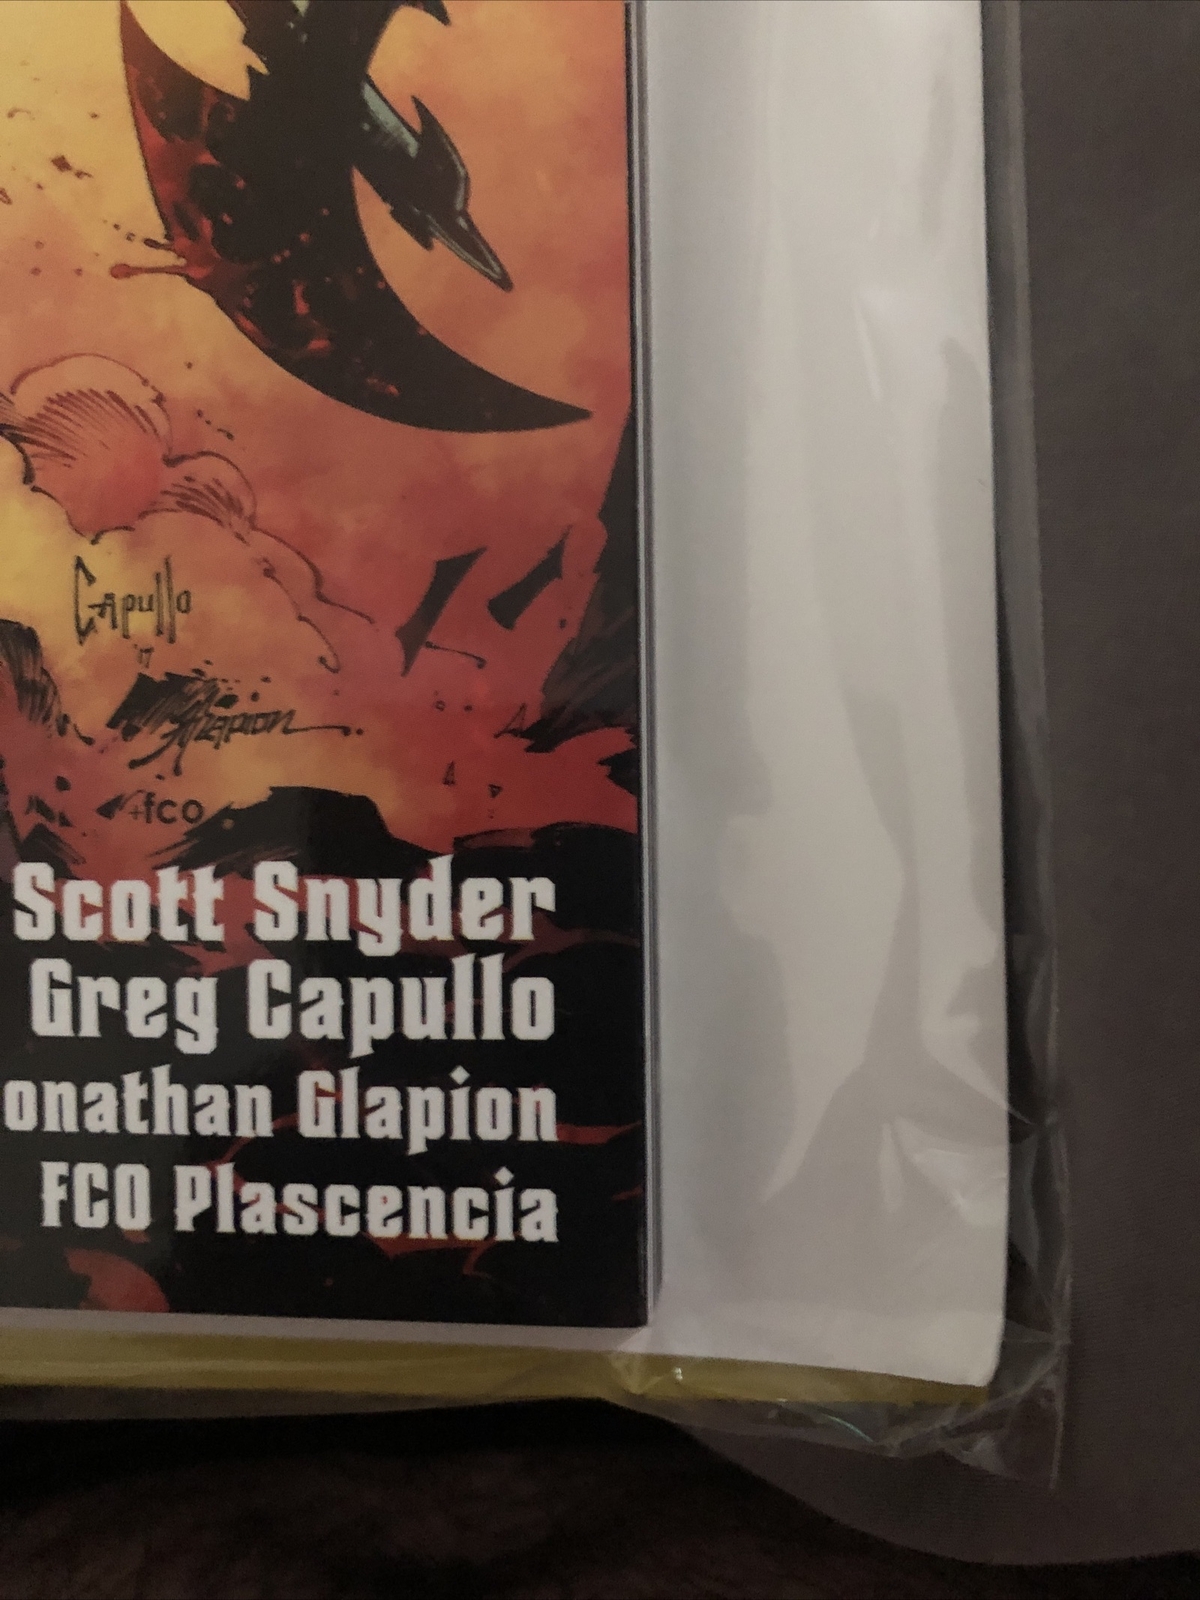 Capullo
'17
Glapion
+fco
Scott Snyder
Greg Capullo
onathan Glapion
FCO Plascencia